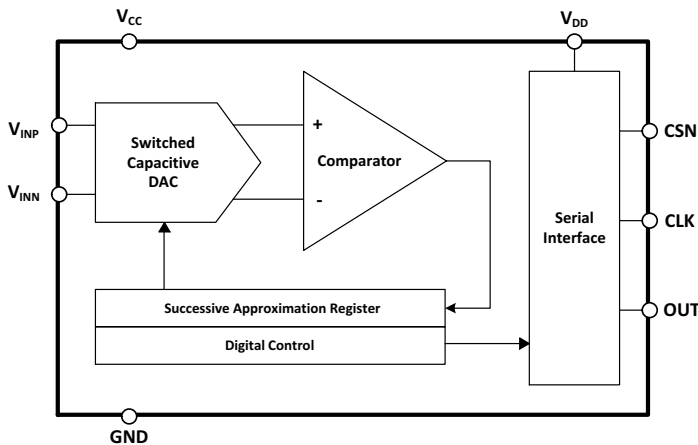 VCC
VDD
VINP
VINN
Switched
Capacitive
DAC
+
Comparator
-
CSN
CLK
OUT
Serial
Interface
Successive Approximation Register
Digital Control
GND